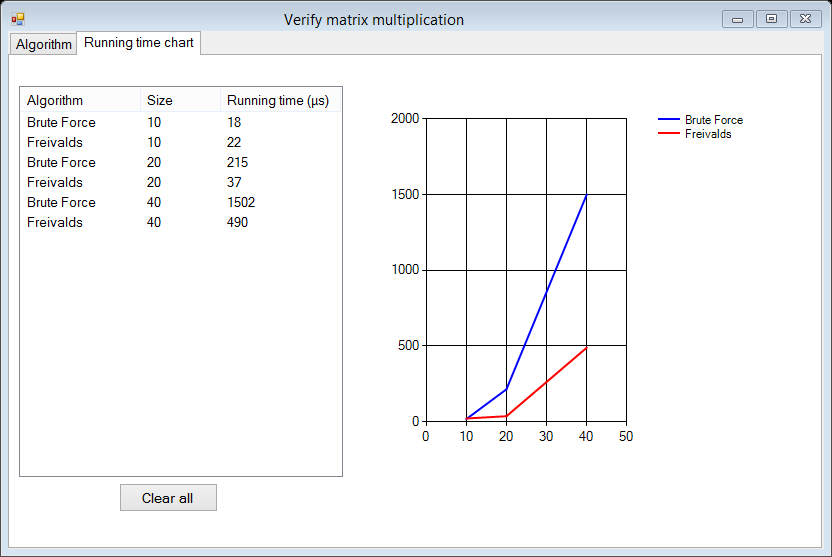 Verify matrix multiplication
Algorithm Running time chart
Algorithm Size Running time (µs)
Brute Force 10 18
Freivalds 10 22
Brute Force 20 215
Freivalds 20 37
Brute Force 40 1502
Freivalds 40 490
Clear all
2000
1500
1000
500
0
0 10 20 30 40 50
Brute Force
Freivalds